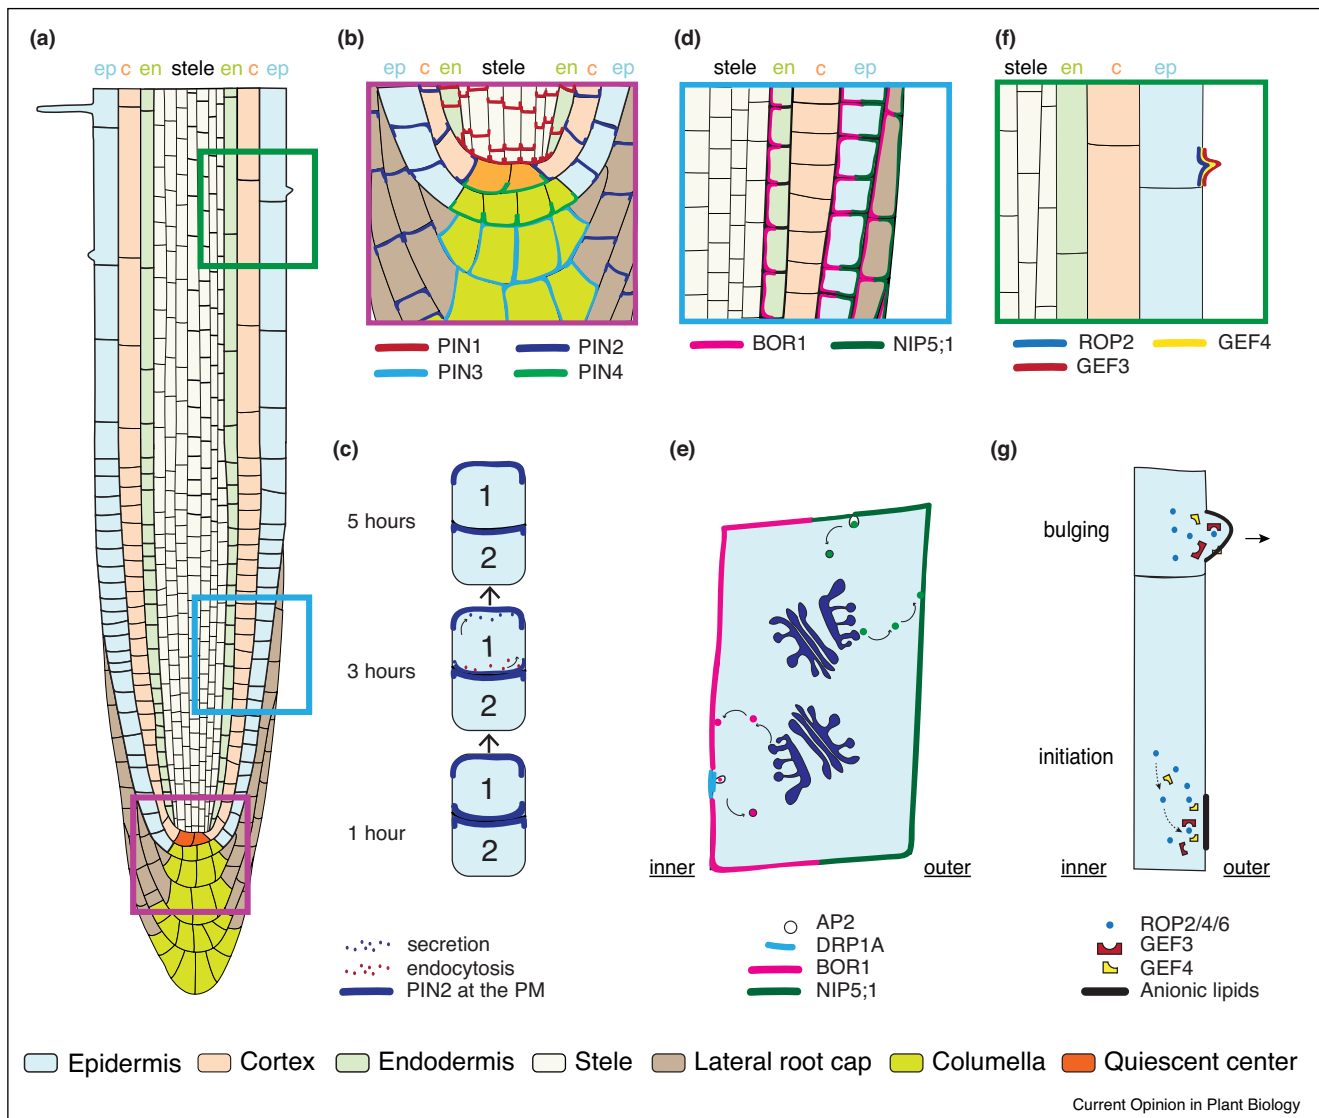 (a)
ep c en stele en c ep
(b)
ep c en stele en c ep
PIN1 PIN2
PIN3 PIN4
(d)
stele en c ep
BOR1 NIP5;1
(f)
stele en c ep
ROP2 GEF4
GEF3
(c)
5 hours
1
2
3 hours
1
2
1 hour
1
2
secretion
endocytosis
PIN2 at the PM
(e)
inner outer
AP2
DRP1A
BOR1
NIP5;1
(g)
bulging
initiation
inner outer
ROP2/4/6
GEF3
GEF4
Anionic lipids
Epidermis Cortex Endodermis Stele Lateral root cap Columella Quiescent center
Current Opinion in Plant Biology